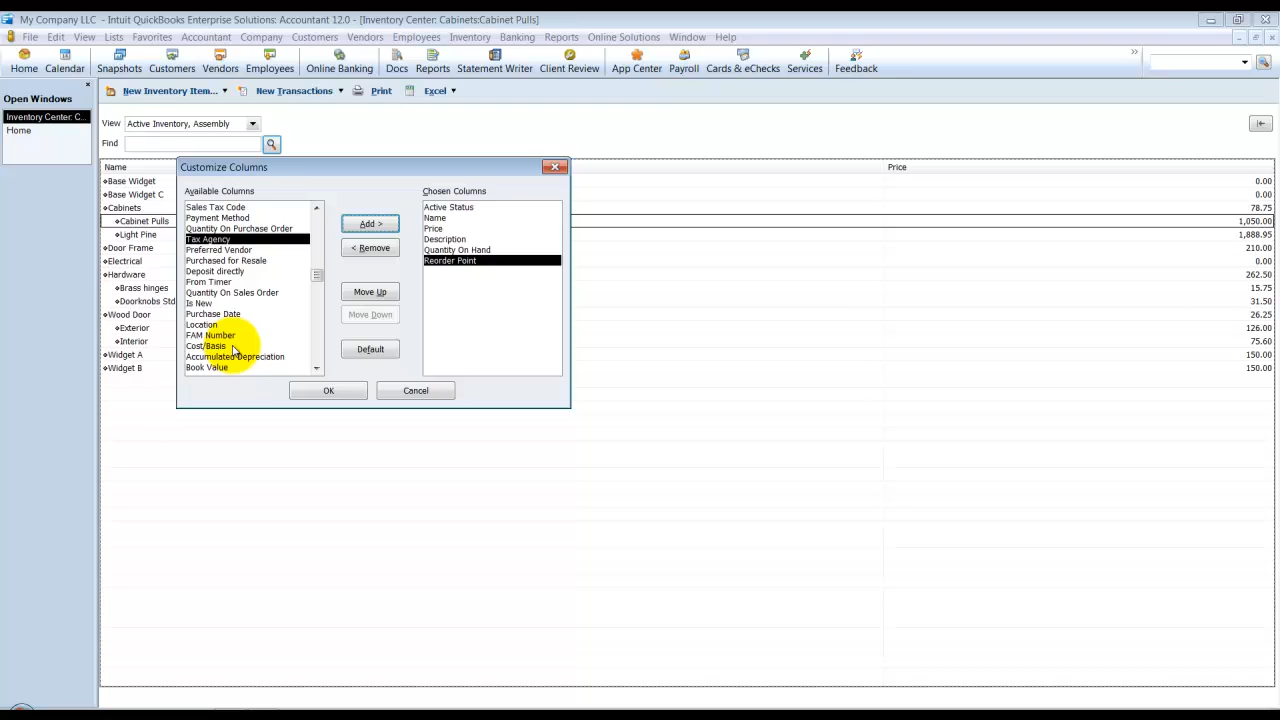 My Company LLC - Intuit QuickBooks Enterprise Solutions: Accountant 12.0 - [Inventory Center: Cabinets:Cabinet Pulls]
File Edit View Lists Favorites Accountant Company Customers Vendors Employees Inventory Banking Reports Online Solutions Window Help
Home Calendar Snapshots Customers Vendors Employees Online Banking Docs Reports Statement Writer Client Review App Center Payroll Cards & eChecks Services Feedback
Open Windows
Inventory Center: C...
Home
New Inventory Item... New Transactions Print Excel
View Active Inventory, Assembly
Find
Name Price
Base Widget 0.00
Base Widget C 0.00
Cabinets 78.75
Cabinet Pulls 1,050.00
Light Pine 1,888.95
Door Frame 210.00
Electrical 0.00
Hardware 262.50
Brass hinges 15.75
Doorknobs Std 31.50
Wood Door 26.25
Exterior 126.00
Interior 75.60
Widget A 150.00
Widget B 150.00
Customize Columns
Available Columns
Sales Tax Code
Payment Method
Quantity On Purchase Order
Tax Agency
Preferred Vendor
Purchased for Resale
Deposit directly
From Timer
Quantity On Sales Order
Is New
Purchase Date
Location
FAM Number
Cost/Basis
Accumulated Depreciation
Book Value
Add >
< Remove
Move Up
Move Down
Default
Chosen Columns
Active Status
Name
Price
Description
Quantity On Hand
Reorder Point
OK Cancel